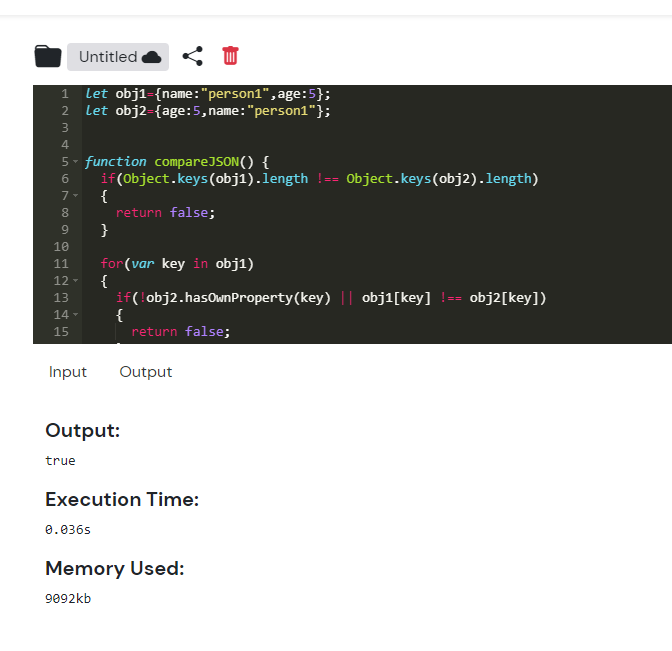 Untitled
1 let obj1={name:"person1",age:5};
2 let obj2={age:5,name:"person1"};
3
4
5 function compareJSON() {
6 if(Object.keys(obj1).length !== Object.keys(obj2).length)
7 {
8 return false;
9 }
10
11 for(var key in obj1)
12 {
13 if(!obj2.hasOwnProperty(key) || obj1[key] !== obj2[key])
14 {
15 return false;
Input Output
Output:
true
Execution Time:
0.036s
Memory Used:
9092kb